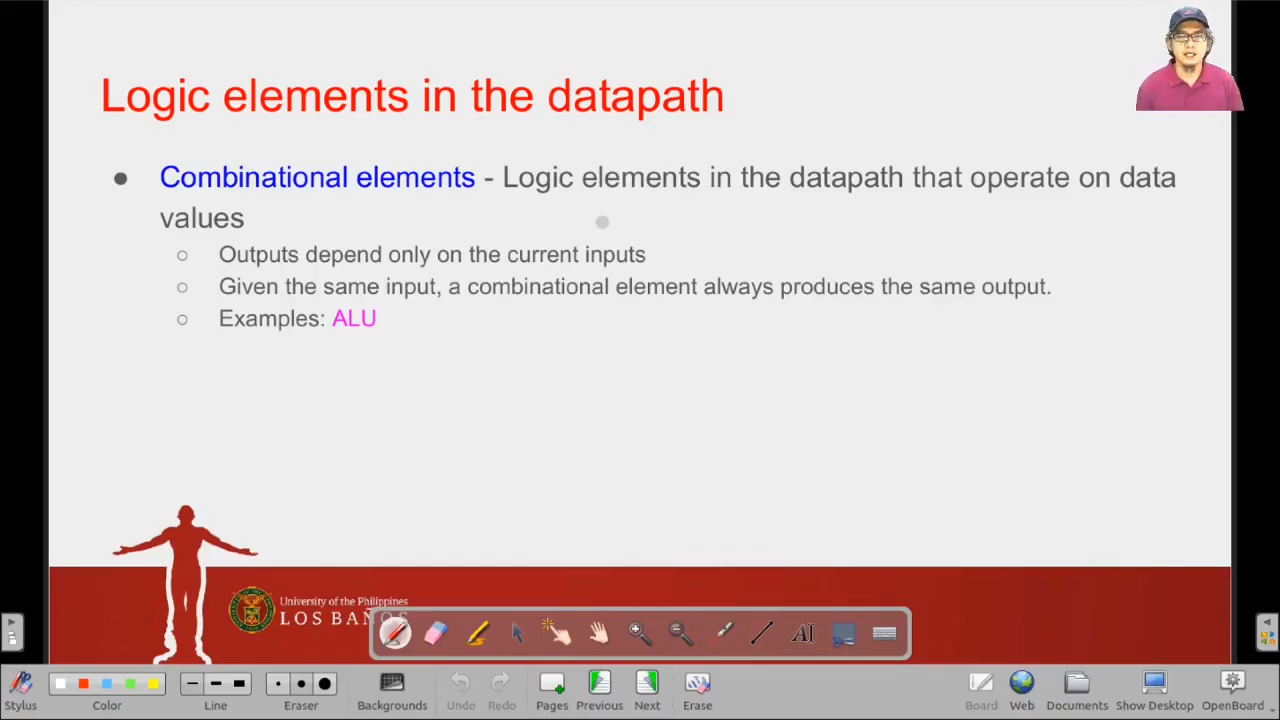 Logic elements in the datapath
● Combinational elements - Logic elements in the datapath that operate on data
values
○ Outputs depend only on the current inputs
○ Given the same input, a combinational element always produces the same output.
○ Examples: ALU
University of the Philippines
LOS BAÑOS
AI
Stylus
Color
Line
Eraser
Backgrounds
Undo
Redo
Pages
Previous
Next
Erase
Board
Web
Documents
Show Desktop
OpenBoard